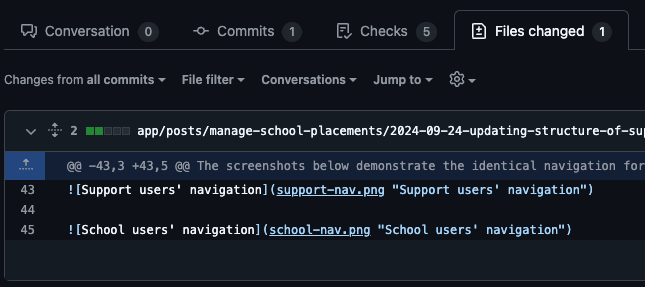 Conversation 0 Commits 1 Checks 5 Files changed 1
Changes from all commits File filter Conversations Jump to
2 app/posts/manage-school-placements/2024-09-24-updating-structure-of-sup
@@ -43,3 +43,5 @@ The screenshots below demonstrate the identical navigation for
43 ![Support users' navigation](support-nav.png "Support users' navigation")
44
45 ![School users' navigation](school-nav.png "School users' navigation")